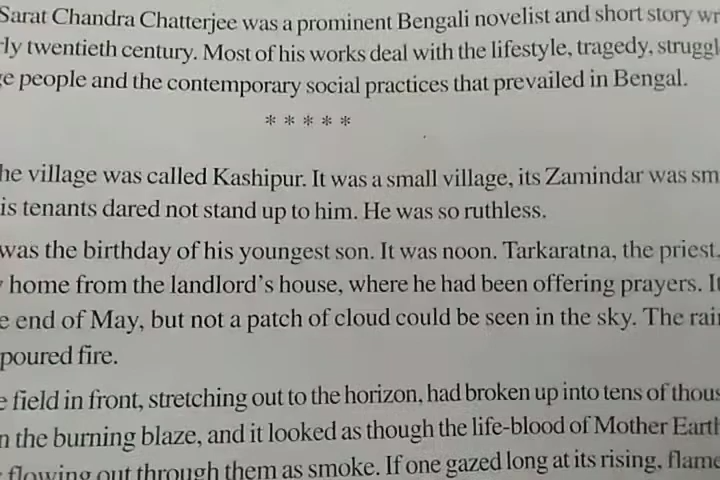 Sarat Chandra Chatterjee was a prominent Bengali novelist and short story
twentieth century. Most of his works deal with the lifestyle, tragedy,
people and the contemporary social practices that prevailed in Bengal.
* * * * *
village was called Kashipur. It was a small village, its Zamindar was
tenants dared not stand up to him. He was so ruthless.
was the birthday of his youngest son. It was noon. Tarkaratna, the priest,
home from the landlord's house, where he had been offering prayers.
end of May, but not a patch of cloud could be seen in the sky. The
poured fire.
field in front, stretching out to the horizon, had broken up into tens of
the burning blaze, and it looked as though the life-blood of Mother Earth
flowing out through them as smoke. If one gazed long at its rising,